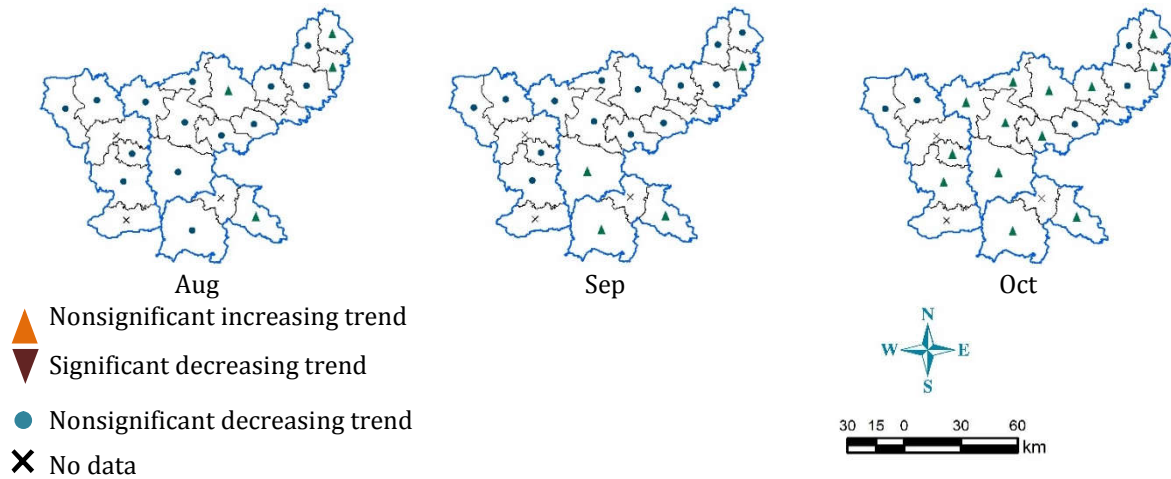 Aug
Sep
Oct
Nonsignificant increasing trend
Significant decreasing trend
Nonsignificant decreasing trend
No data
N
W E
S
30 15 0 30 60
km